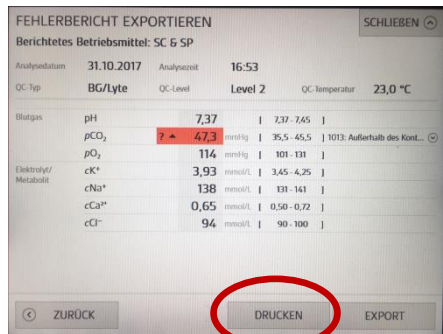 FEHLERBERICHT EXPORTIEREN SCHLIEßEN
Berichtetes Betriebsmittel: SC & SP
Analysedatum 31.10.2017 Analysezeit 16:53
QC-Typ BG/Lyte QC-Level Level 2 QC-Temperatur 23,0 °C
Blutgas pH 7,37 [ 7,37 - 7,45 ]
pCO₂ ? ▲ 47,3 mmHg [ 35,5 - 45,5 ] 1013: Außerhalb des Kont...
pO₂ 114 mmHg [ 101 - 131 ]
Elektrolyt/ cK⁺ 3,93 mmol/L [ 3,45 - 4,25 ]
Metabolit
cNa⁺ 138 mmol/L [ 131 - 141 ]
cCa²⁺ 0,65 mmol/L [ 0,50 - 0,72 ]
cCl⁻ 94 mmol/L [ 90 - 100 ]
ZURÜCK DRUCKEN EXPORT